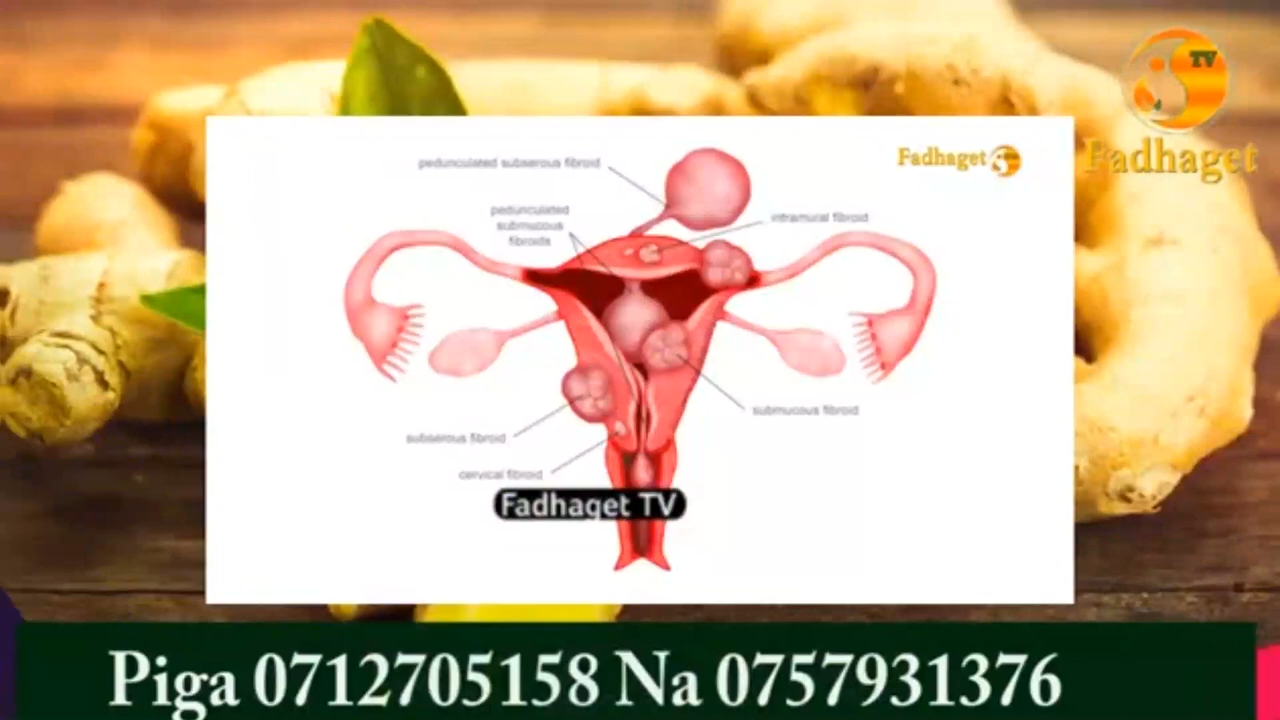 TV
Fadhaget
Fadhaget
pedunculated subserous fibroid
pedunculated
submucous
fibroids
intramural fibroid
submucous fibroid
subserous fibroid
cervical fibroid
Fadhaget TV
Piga 0712705158 Na 0757931376